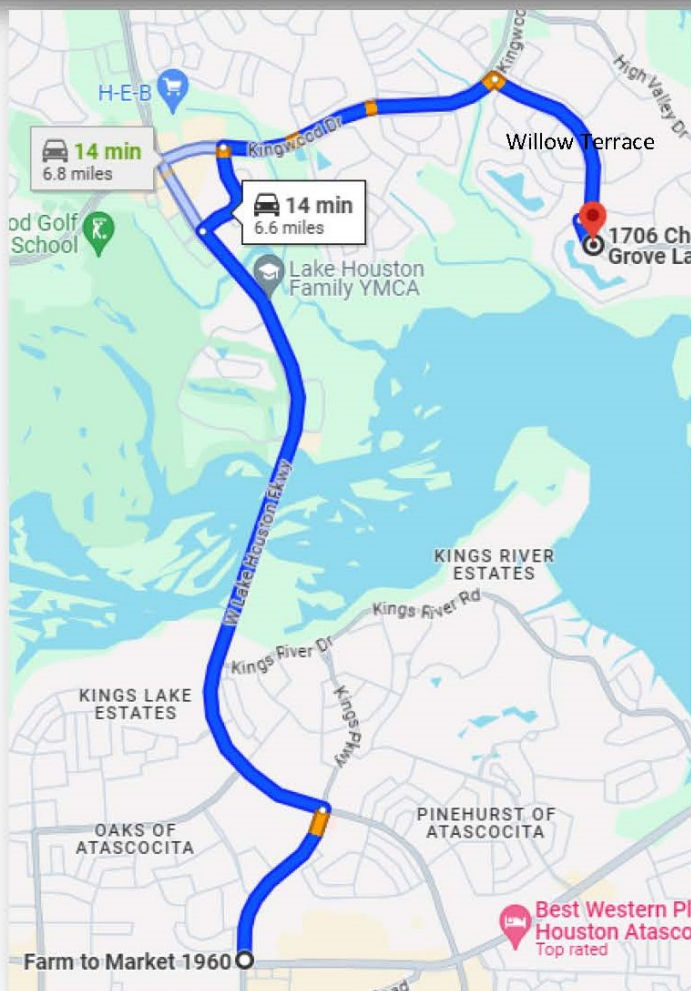 Kingwoo
High Valley Dr
H-E-B
Kingwood Dr
Willow Terrace
14 min
6.8 miles
14 min
6.6 miles
od Golf
School
1706 Ch
Grove La
Lake Houston
Family YMCA
W Lake Houston Pkwy
KINGS RIVER
ESTATES
Kings River Rd
Kings River Dr
KINGS LAKE
ESTATES
Kings Pkwy
OAKS OF
ATASCOCITA
PINEHURST OF
ATASCOCITA
Best Western Pl
Houston Atasco
Top rated
Farm to Market 1960
ad